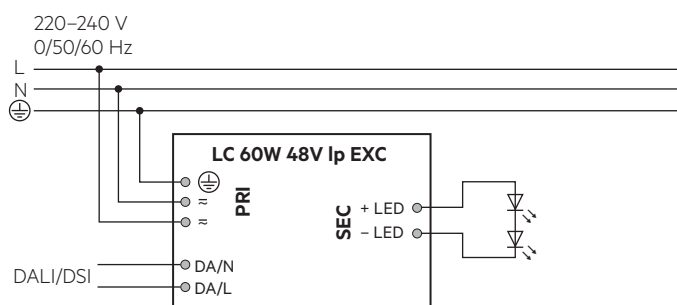 220–240 V
0/50/60 Hz
L
N
LC 60W 48V lp EXC
PRI
≂
≂
SEC
+ LED
– LED
DALI/DSI
DA/N
DA/L